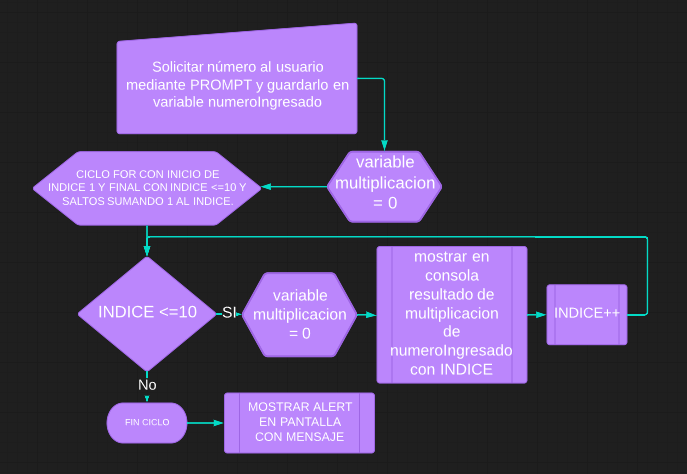 Solicitar número al usuario
mediante PROMPT y guardarlo en
variable numeroIngresado
variable
multiplicacion
= 0
CICLO FOR CON INICIO DE
INDICE 1 Y FINAL CON INDICE <=10 Y
SALTOS SUMANDO 1 AL INDICE.
INDICE <=10
SI
variable
multiplicacion
= 0
mostrar en
consola
resultado de
multiplicacion
de
numeroIngresado
con INDICE
INDICE++
No
FIN CICLO
MOSTRAR ALERT
EN PANTALLA
CON MENSAJE